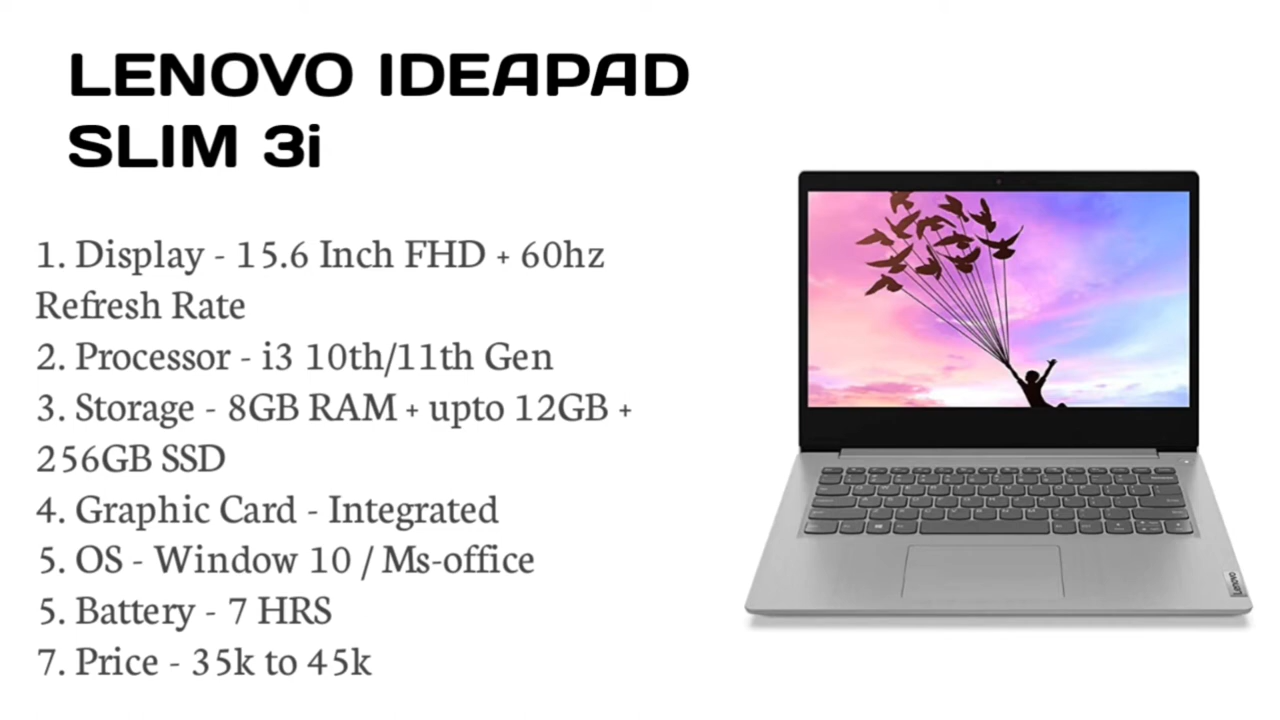 LENOVO IDEAPAD
SLIM 3i
1. Display - 15.6 Inch FHD + 60hz
Refresh Rate
2. Processor - i3 10th/11th Gen
3. Storage - 8GB RAM + upto 12GB +
256GB SSD
4. Graphic Card - Integrated
5. OS - Window 10 / Ms-office
5. Battery - 7 HRS
7. Price - 35k to 45k
Lenovo